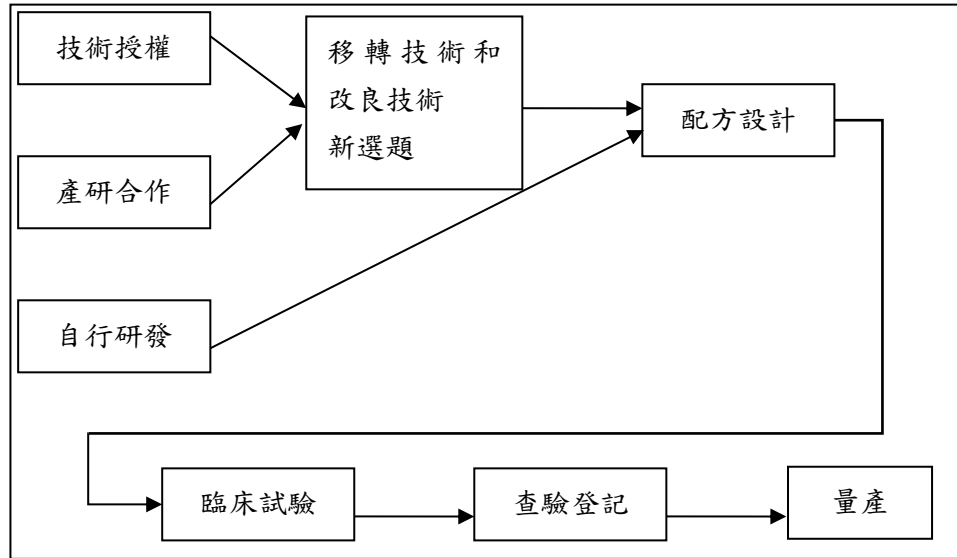 技術授權
移轉技術和
改良技術
新選題
配方設計
產研合作
自行研發
臨床試驗
查驗登記
量產